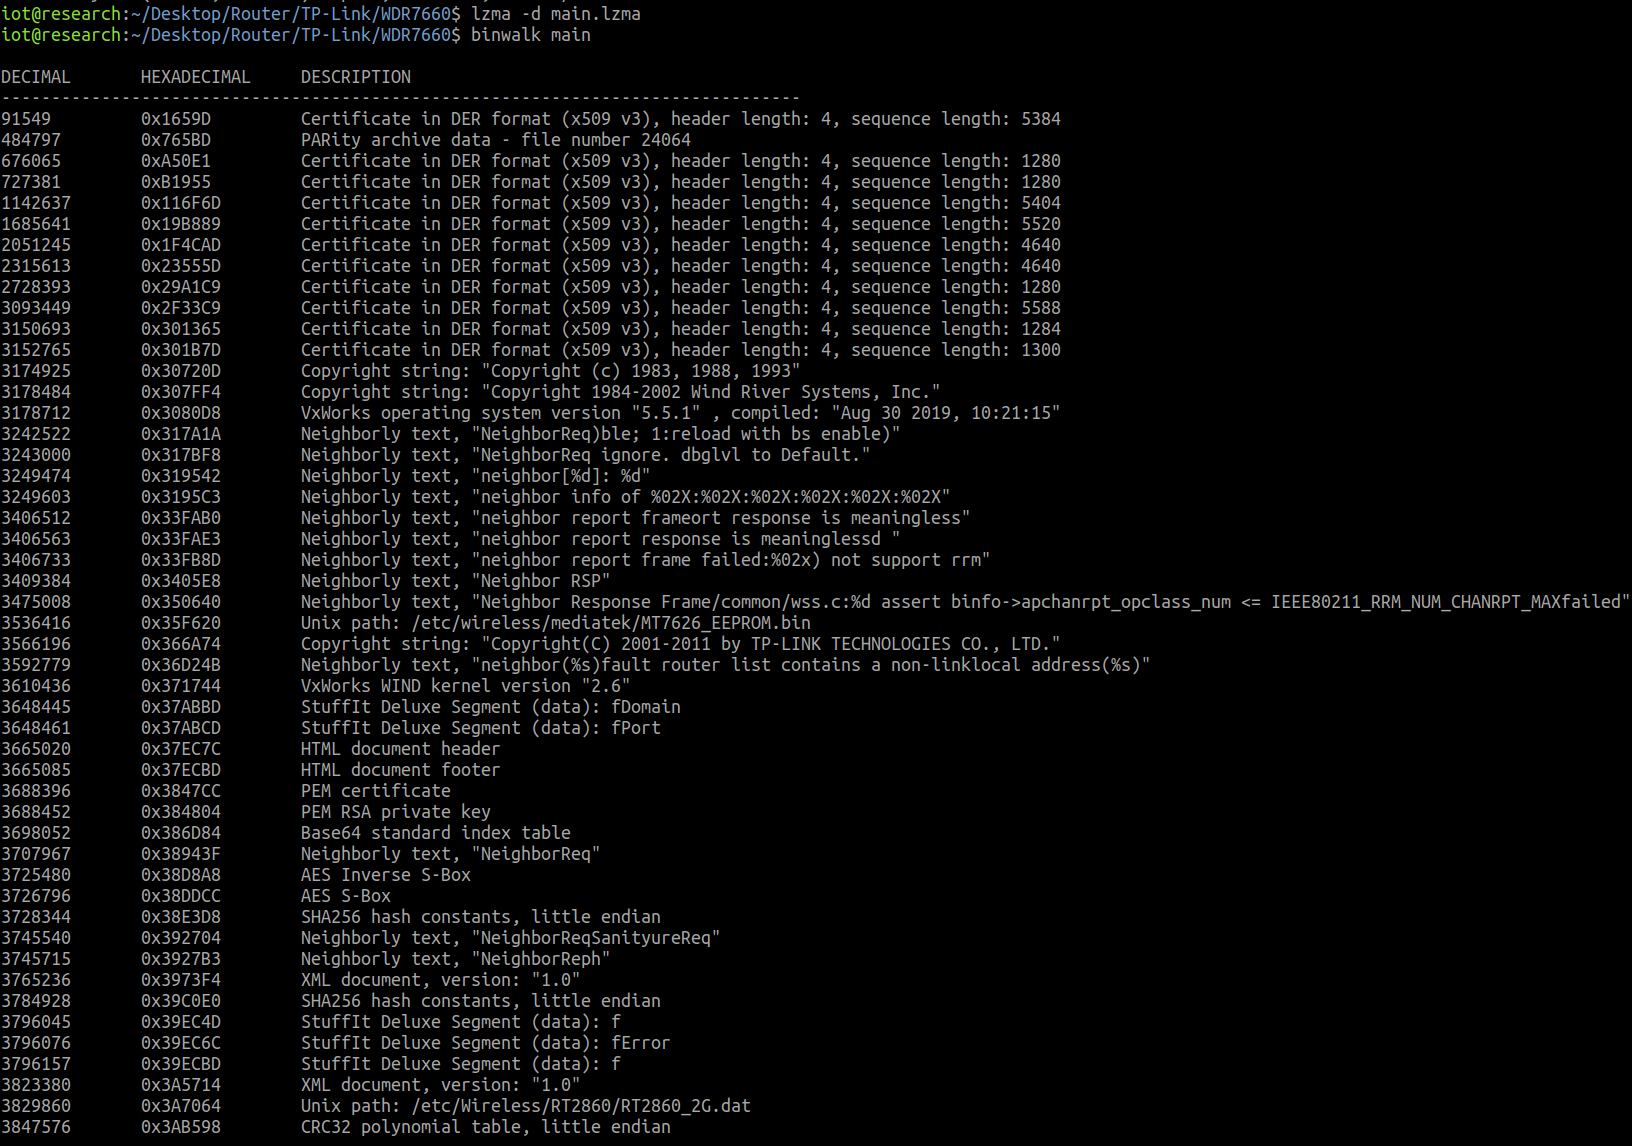 iot@research:~/Desktop/Router/TP-Link/WDR7660$ lzma -d main.lzma
iot@research:~/Desktop/Router/TP-Link/WDR7660$ binwalk main
DECIMAL HEXADECIMAL DESCRIPTION
--------------------------------------------------------------------------------
91549 0x1659D Certificate in DER format (x509 v3), header length: 4, sequence length: 5384
484797 0x765BD PARity archive data - file number 24064
676065 0xA50E1 Certificate in DER format (x509 v3), header length: 4, sequence length: 1280
727381 0xB1955 Certificate in DER format (x509 v3), header length: 4, sequence length: 1280
1142637 0x116F6D Certificate in DER format (x509 v3), header length: 4, sequence length: 5404
1685641 0x19B889 Certificate in DER format (x509 v3), header length: 4, sequence length: 5520
2051245 0x1F4CAD Certificate in DER format (x509 v3), header length: 4, sequence length: 4640
2315613 0x23555D Certificate in DER format (x509 v3), header length: 4, sequence length: 4640
2728393 0x29A1C9 Certificate in DER format (x509 v3), header length: 4, sequence length: 1280
3093449 0x2F33C9 Certificate in DER format (x509 v3), header length: 4, sequence length: 5588
3150693 0x301365 Certificate in DER format (x509 v3), header length: 4, sequence length: 1284
3152765 0x301B7D Certificate in DER format (x509 v3), header length: 4, sequence length: 1300
3174925 0x30720D Copyright string: "Copyright (c) 1983, 1988, 1993"
3178484 0x307FF4 Copyright string: "Copyright 1984-2002 Wind River Systems, Inc."
3178712 0x3080D8 VxWorks operating system version "5.5.1" , compiled: "Aug 30 2019, 10:21:15"
3242522 0x317A1A Neighborly text, "NeighborReq)ble; 1:reload with bs enable)"
3243000 0x317BF8 Neighborly text, "NeighborReq ignore. dbglvl to Default."
3249474 0x319542 Neighborly text, "neighbor[%d]: %d"
3249603 0x3195C3 Neighborly text, "neighbor info of %02X:%02X:%02X:%02X:%02X:%02X"
3406512 0x33FAB0 Neighborly text, "neighbor report frameort response is meaningless"
3406563 0x33FAE3 Neighborly text, "neighbor report response is meaninglessd "
3406733 0x33FB8D Neighborly text, "neighbor report frame failed:%02x) not support rrm"
3409384 0x3405E8 Neighborly text, "Neighbor RSP"
3475008 0x350640 Neighborly text, "Neighbor Response Frame/common/wss.c:%d assert binfo->apchanrpt_opclass_num <= IEEE80211_RRM_NUM_CHANRPT_MAXfailed"
3536416 0x35F620 Unix path: /etc/wireless/mediatek/MT7626_EEPROM.bin
3566196 0x366A74 Copyright string: "Copyright(C) 2001-2011 by TP-LINK TECHNOLOGIES CO., LTD."
3592779 0x36D24B Neighborly text, "neighbor(%s)fault router list contains a non-linklocal address(%s)"
3610436 0x371744 VxWorks WIND kernel version "2.6"
3648445 0x37ABBD StuffIt Deluxe Segment (data): fDomain
3648461 0x37ABCD StuffIt Deluxe Segment (data): fPort
3665020 0x37EC7C HTML document header
3665085 0x37ECBD HTML document footer
3688396 0x3847CC PEM certificate
3688452 0x384804 PEM RSA private key
3698052 0x386D84 Base64 standard index table
3707967 0x38943F Neighborly text, "NeighborReq"
3725480 0x38D8A8 AES Inverse S-Box
3726796 0x38DDCC AES S-Box
3728344 0x38E3D8 SHA256 hash constants, little endian
3745540 0x392704 Neighborly text, "NeighborReqSanityureReq"
3745715 0x3927B3 Neighborly text, "NeighborReph"
3765236 0x3973F4 XML document, version: "1.0"
3784928 0x39C0E0 SHA256 hash constants, little endian
3796045 0x39EC4D StuffIt Deluxe Segment (data): f
3796076 0x39EC6C StuffIt Deluxe Segment (data): fError
3796157 0x39ECBD StuffIt Deluxe Segment (data): f
3823380 0x3A5714 XML document, version: "1.0"
3829860 0x3A7064 Unix path: /etc/Wireless/RT2860/RT2860_2G.dat
3847576 0x3AB598 CRC32 polynomial table, little endian